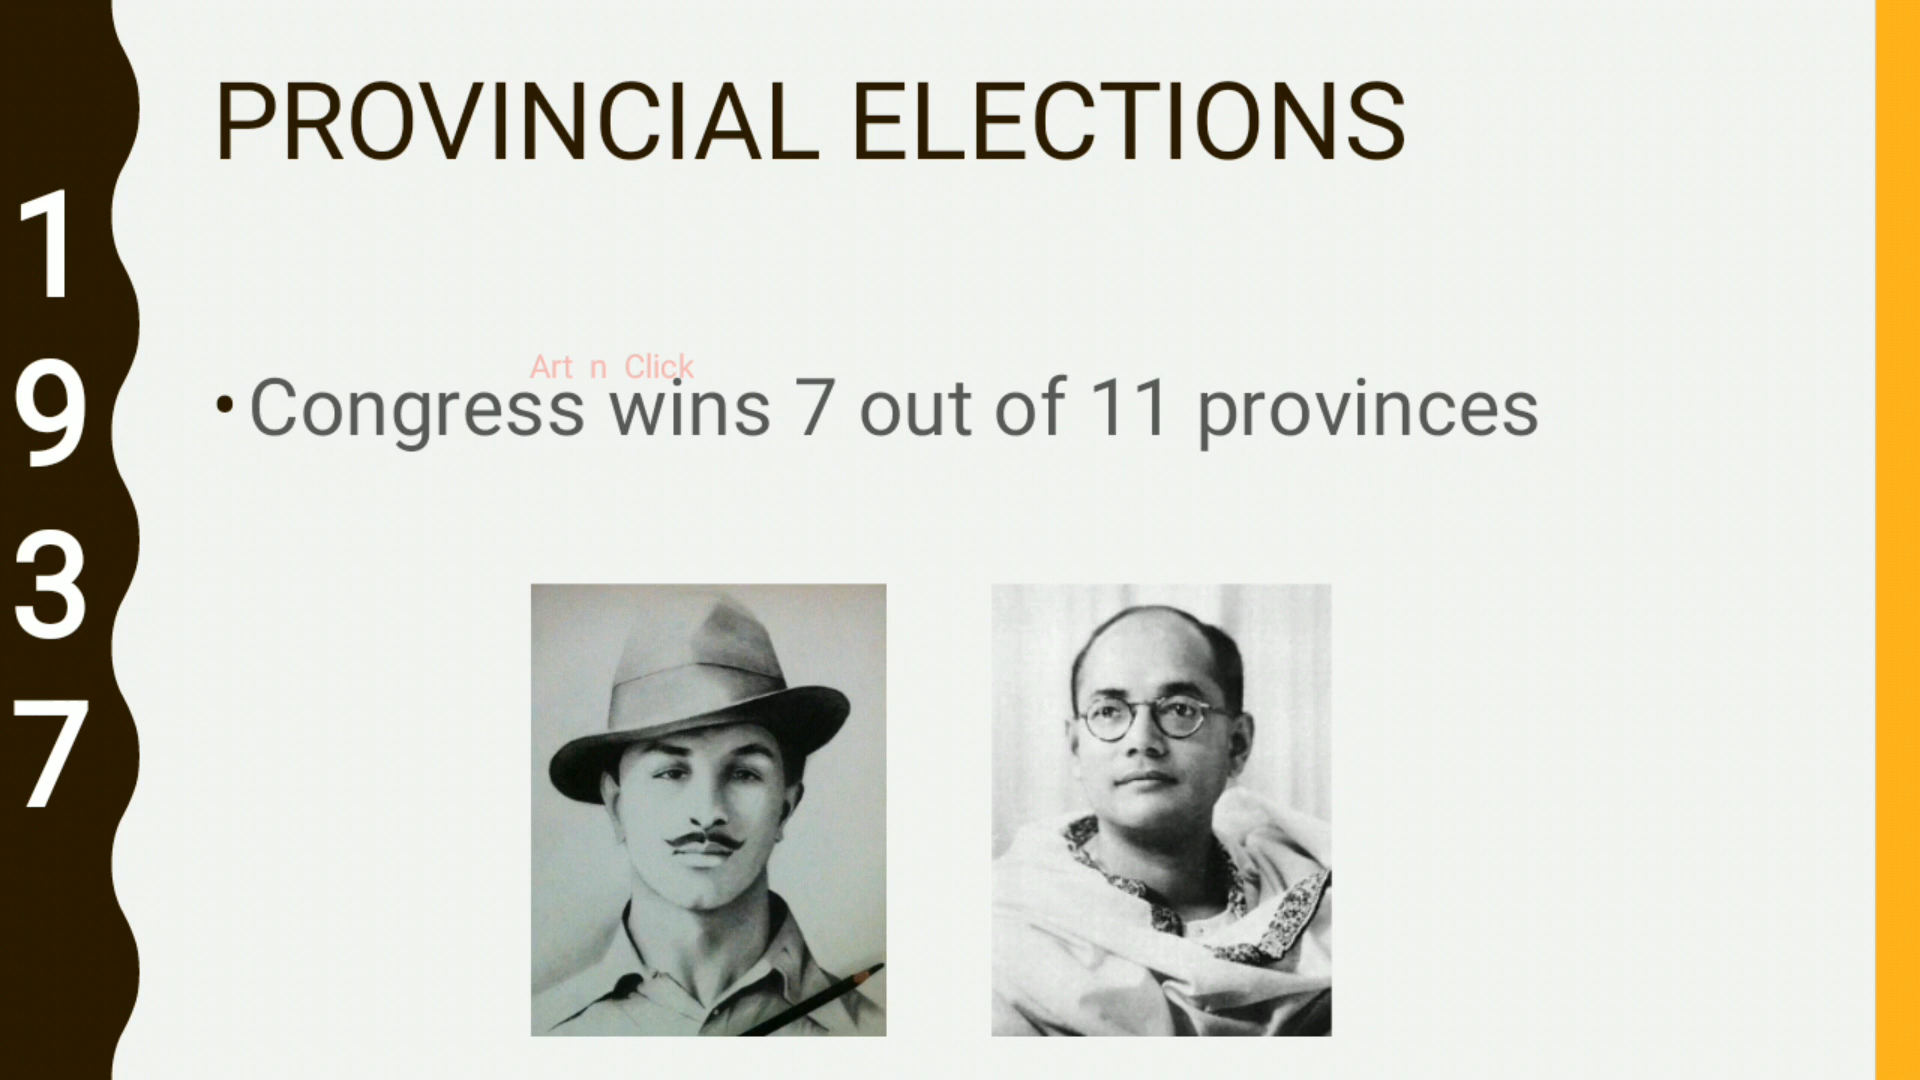 PROVINCIAL ELECTIONS
1
9
3
7
Art n Click
•Congress wins 7 out of 11 provinces